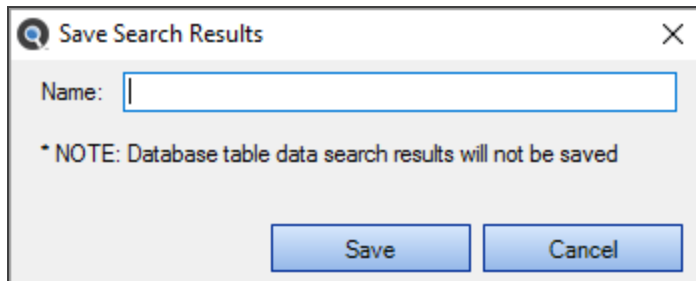 Save Search Results
Name:
* NOTE: Database table data search results will not be saved
Save Cancel